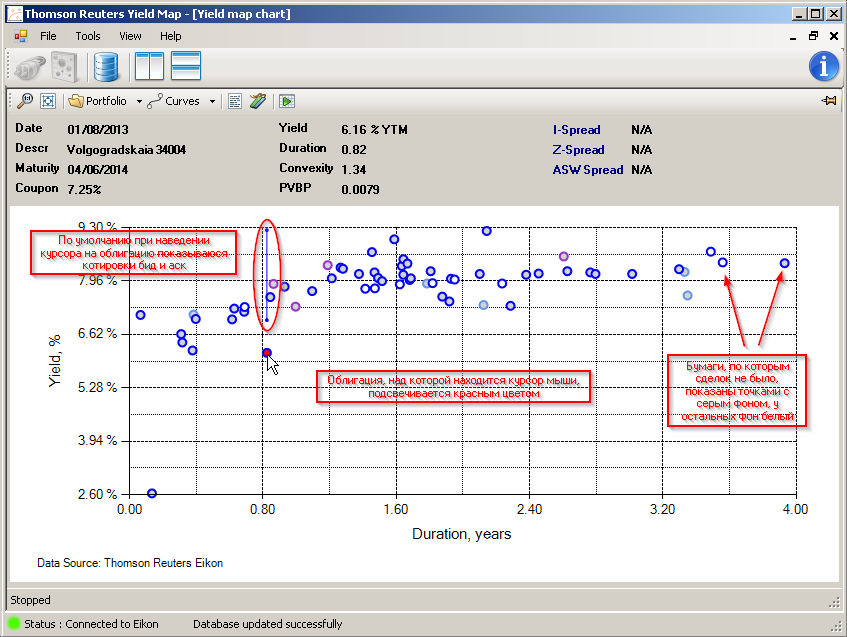 Thomson Reuters Yield Map - [Yield map chart]
File Tools View Help
Portfolio Curves
Date 01/08/2013 Yield 6.16 % YTM I-Spread N/A
Descr Volgogradskaia 34004 Duration 0.82 Z-Spread N/A
Maturity 04/06/2014 Convexity 1.34 ASW Spread N/A
Coupon 7.25% PVBP 0.0079
9.30 %
По умолчанию при наведении
курсора на облигацию показываюся
котировки бид и аск
7.96 %
6.62 %
Yield, %
5.28 %
3.94 %
2.60 %
Облигация, над которой находится курсор мыши,
подсвечивается красным цветом
Бумаги, по которым
сделок не было,
показаны точками с
серым фоном, у
остальных фон белый
0.00 0.80 1.60 2.40 3.20 4.00
Duration, years
Data Source: Thomson Reuters Eikon
Stopped
Status : Connected to Eikon Database updated successfully